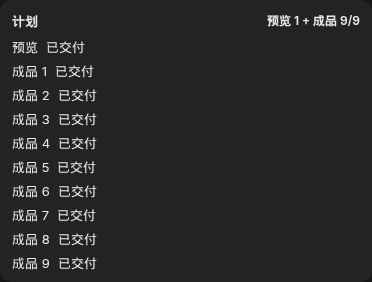 计划 预览 1 + 成品 9/9
预览 已交付
成品 1 已交付
成品 2 已交付
成品 3 已交付
成品 4 已交付
成品 5 已交付
成品 6 已交付
成品 7 已交付
成品 8 已交付
成品 9 已交付